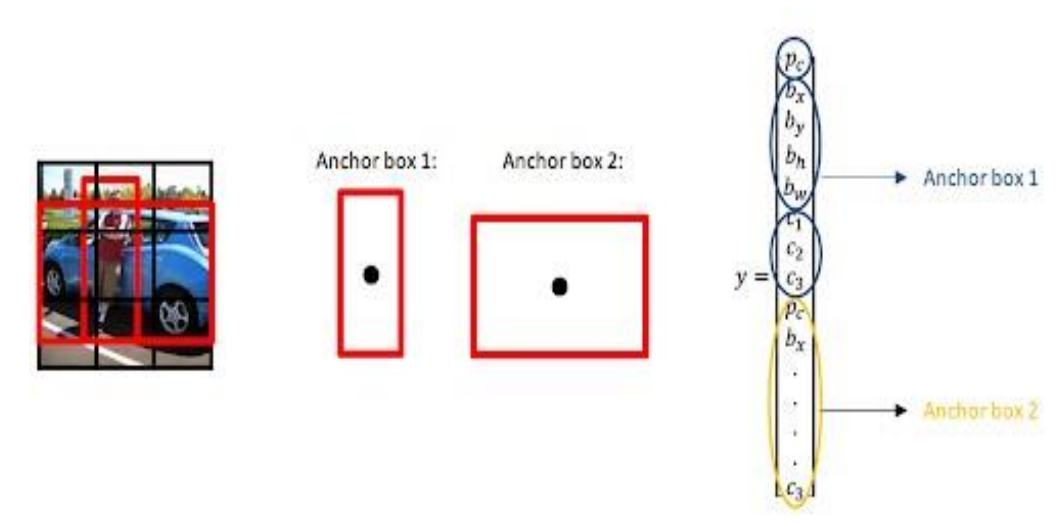 Anchor box 1:
Anchor box 2:
y =
p_c
b_x
b_y
b_h
b_w
c_1
c_2
c_3
p_c
b_x
.
.
.
.
c_3
Anchor box 1
Anchor box 2